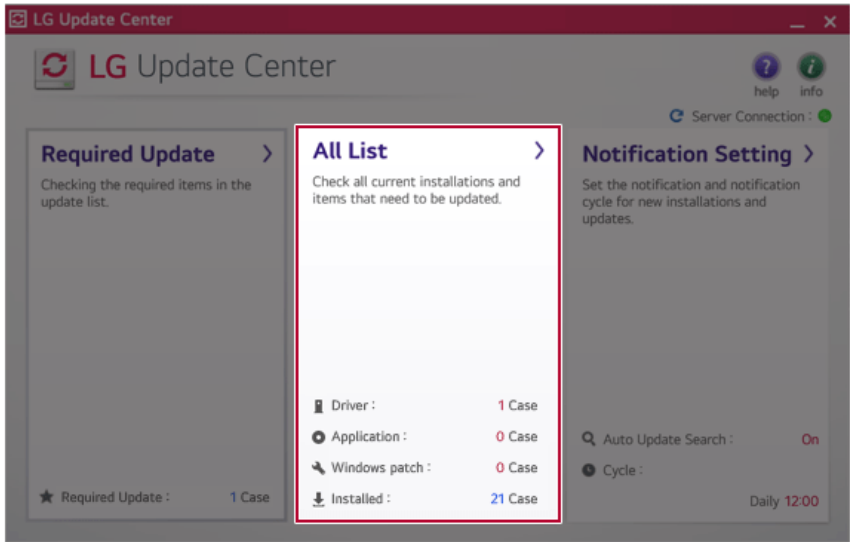 LG Update Center
LG Update Center
help
info
Server Connection :
Required Update
Checking the required items in the
update list.
Required Update : 1 Case
All List
Check all current installations and
items that need to be updated.
Driver : 1 Case
Application : 0 Case
Windows patch : 0 Case
Installed : 21 Case
Notification Setting
Set the notification and notification
cycle for new installations and
updates.
Auto Update Search : On
Cycle :
Daily 12:00